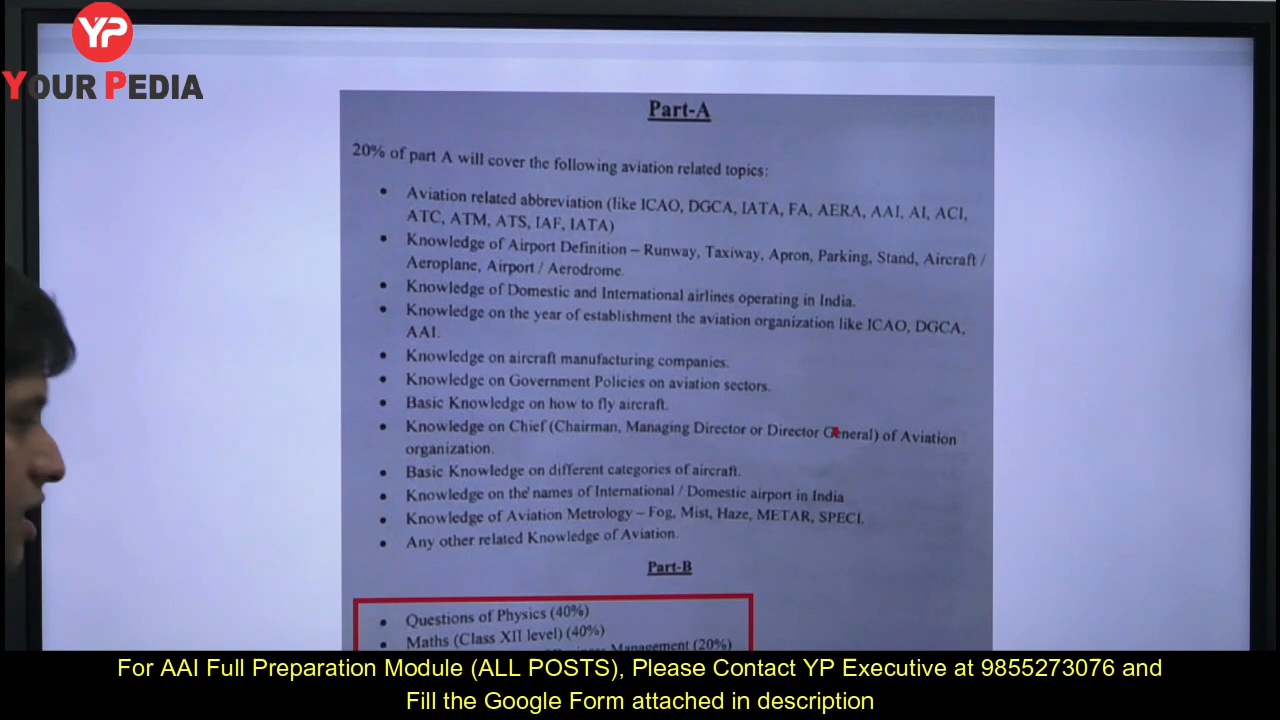 YP
YOUR PEDIA
Part-A
20% of part A will cover the following aviation related topics:
• Aviation related abbreviation (like ICAO, DGCA, IATA, FA, AERA, AAI, AI, ACI,
ATC, ATM, ATS, IAF, IATA)
• Knowledge of Airport Definition – Runway, Taxiway, Apron, Parking, Stand, Aircraft /
Aeroplane, Airport / Aerodrome.
• Knowledge of Domestic and International airlines operating in India.
• Knowledge on the year of establishment the aviation organization like ICAO, DGCA,
AAI.
• Knowledge on aircraft manufacturing companies.
• Knowledge on Government Policies on aviation sectors.
• Basic Knowledge on how to fly aircraft.
• Knowledge on Chief (Chairman, Managing Director or Director General) of Aviation
organization.
• Basic Knowledge on different categories of aircraft.
• Knowledge on the names of International / Domestic airport in India
• Knowledge of Aviation Metrology – Fog, Mist, Haze, METAR, SPECI.
• Any other related Knowledge of Aviation.
Part-B
• Questions of Physics (40%)
• Maths (Class XII level) (40%)
Management (20%)
For AAI Full Preparation Module (ALL POSTS), Please Contact YP Executive at 9855273076 and
Fill the Google Form attached in description